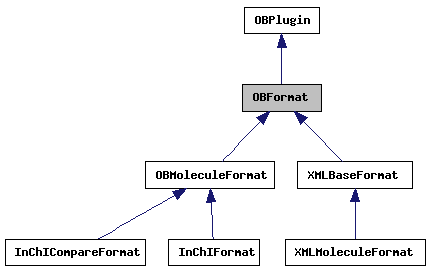 OBPlugin
OBFormat
OBMoleculeFormat
XMLBaseFormat
InChICompareFormat
InChIFormat
XMLMoleculeFormat